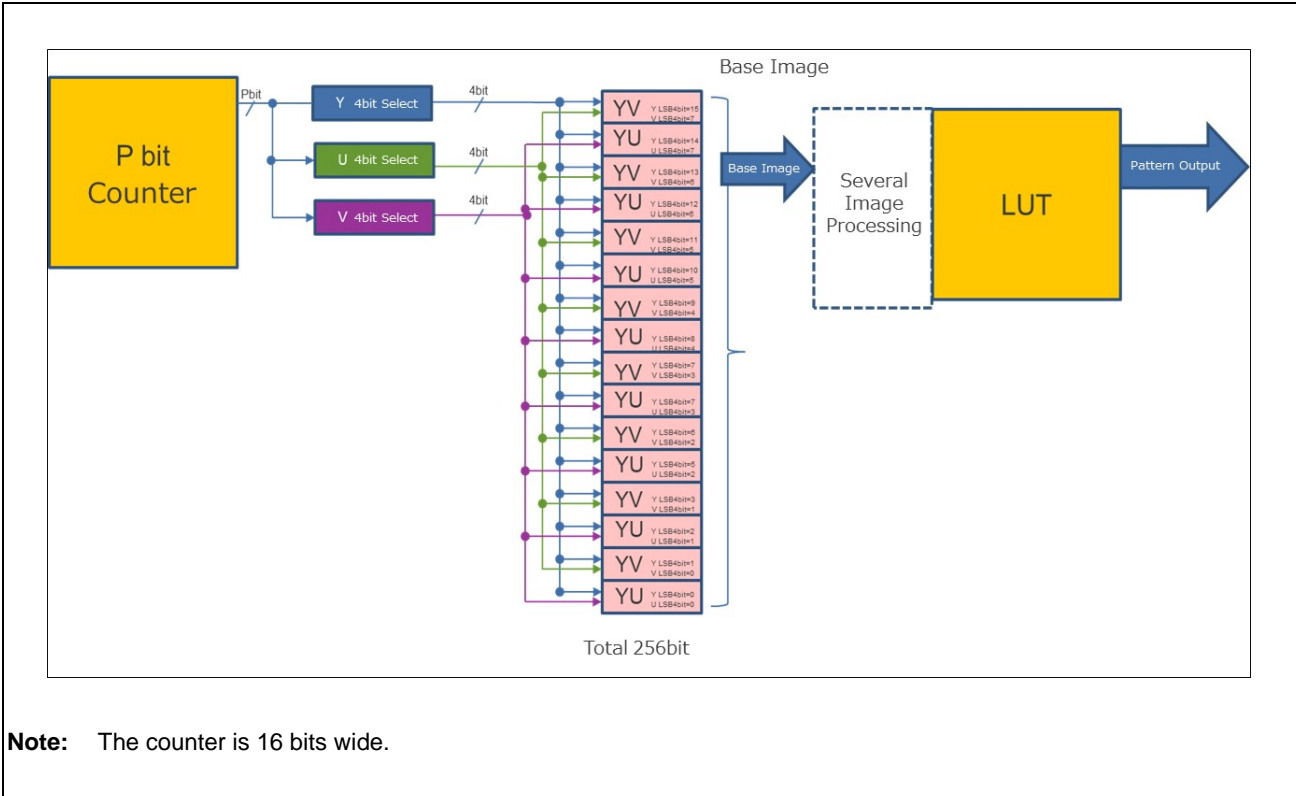 Base Image
P bit
Counter
Pbit
Y 4bit Select
4bit
U 4bit Select
4bit
V 4bit Select
4bit
YV Y LSB4bit=15
V LSB4bit=7
YU Y LSB4bit=14
U LSB4bit=7
YV Y LSB4bit=13
V LSB4bit=6
YU Y LSB4bit=12
U LSB4bit=6
YV Y LSB4bit=11
V LSB4bit=5
YU Y LSB4bit=10
U LSB4bit=5
YV Y LSB4bit=9
V LSB4bit=4
YU Y LSB4bit=8
U LSB4bit=4
YV Y LSB4bit=7
V LSB4bit=3
YU Y LSB4bit=7
U LSB4bit=3
YV Y LSB4bit=6
V LSB4bit=2
YU Y LSB4bit=5
U LSB4bit=2
YV Y LSB4bit=3
V LSB4bit=1
YU Y LSB4bit=2
U LSB4bit=1
YV Y LSB4bit=1
V LSB4bit=0
YU Y LSB4bit=0
U LSB4bit=0
Total 256bit
Base Image
Several
Image
Processing
LUT
Pattern Output
Note: The counter is 16 bits wide.